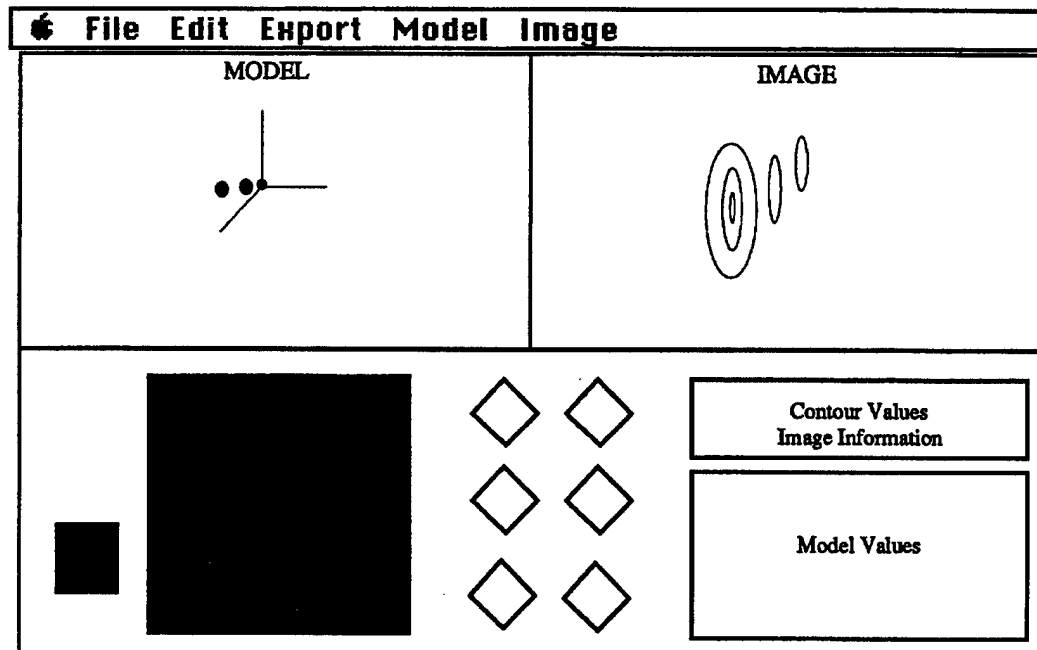 File Edit Export Model Image
MODEL
IMAGE
Contour Values
Image Information
Model Values